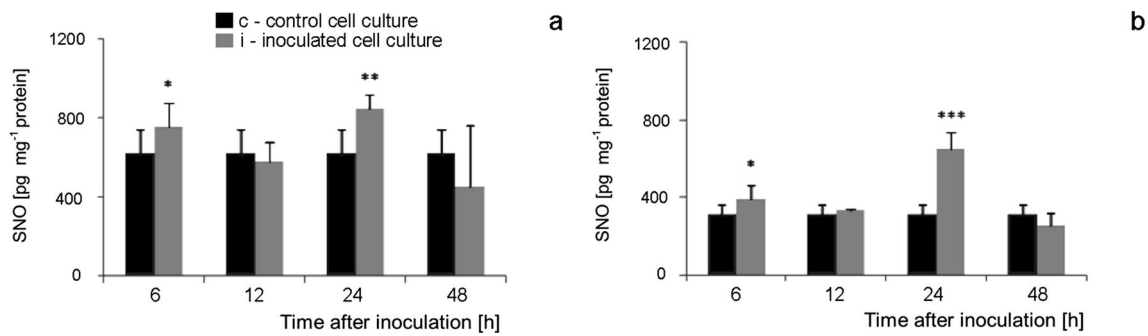 c - control cell culture
i - inoculated cell culture
a
1200
800
400
0
SNO [pg mg⁻¹ protein]
*
**
6 12 24 48
Time after inoculation [h]
b
1200
800
400
0
SNO [pg mg⁻¹ protein]
*
***
6 12 24 48
Time after inoculation [h]